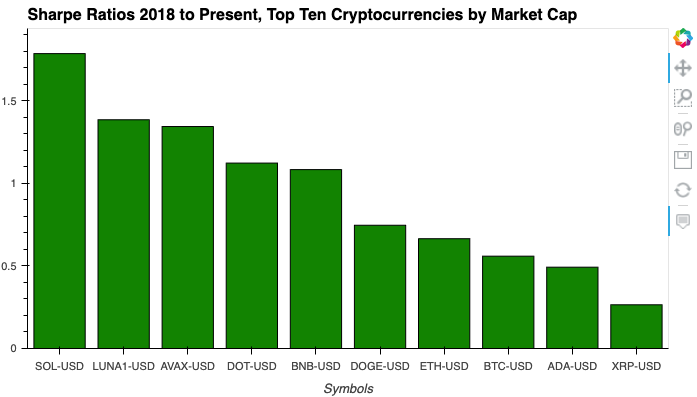 Sharpe Ratios 2018 to Present, Top Ten Cryptocurrencies by Market Cap
1.5
1
0.5
0
SOL-USD LUNA1-USD AVAX-USD DOT-USD BNB-USD DOGE-USD ETH-USD BTC-USD ADA-USD XRP-USD
Symbols